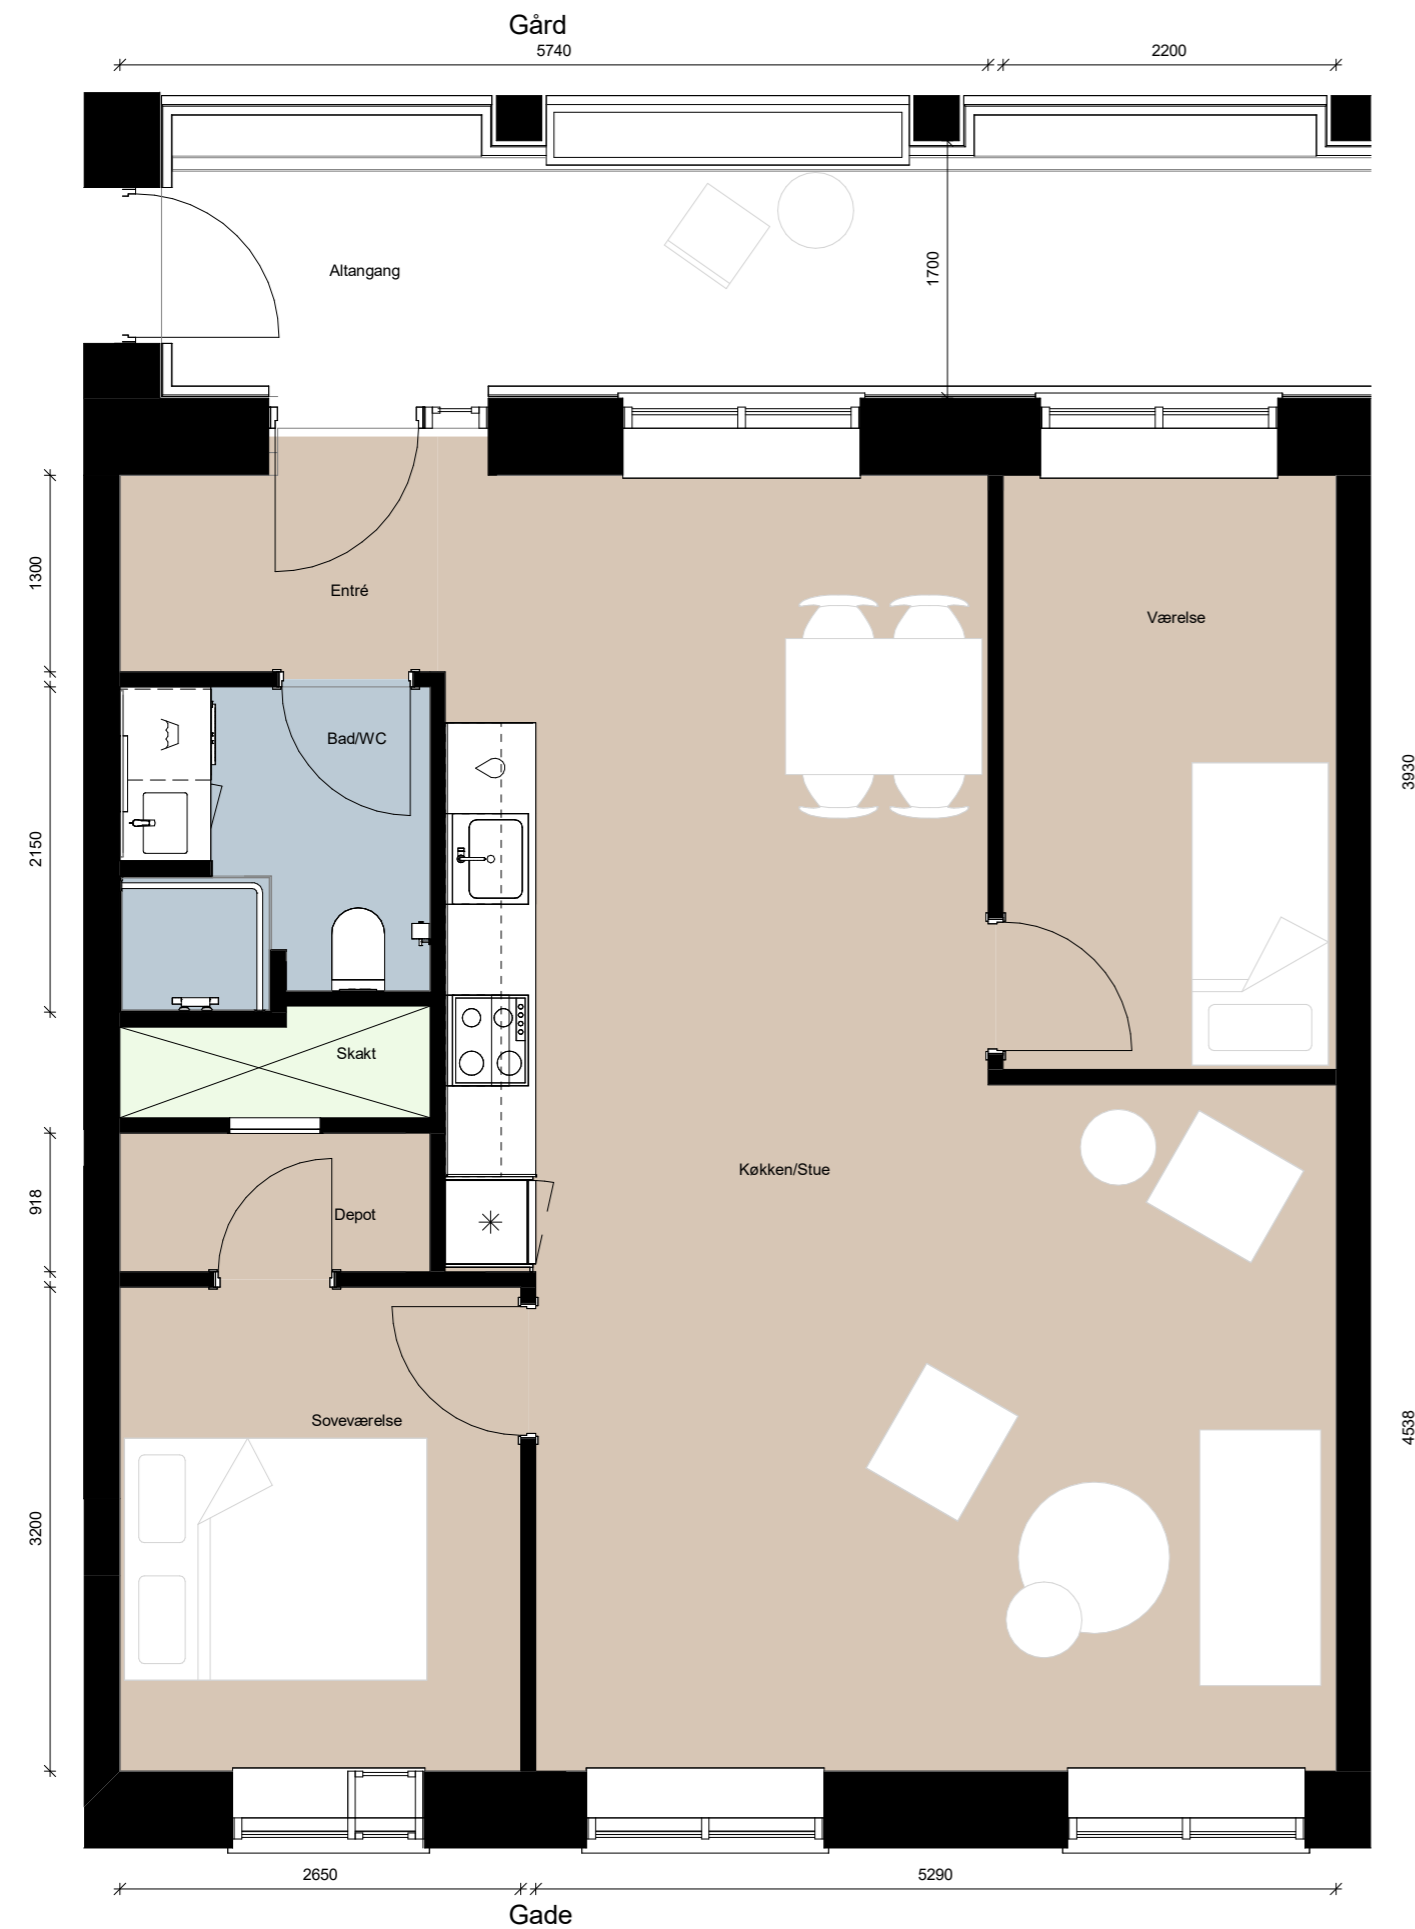 Gård
5740
2200
Altangang
1700
1300
Entré
Værelse
Bad/WC
3930
2150
Skakt
Køkken/Stue
918
Depot
Soveværelse
4538
3200
2650
5290
Gade